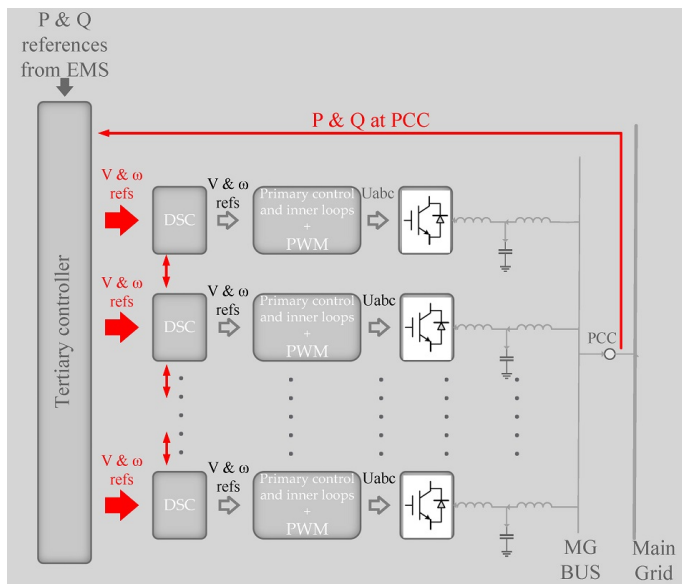 P & Q
references
from EMS
P & Q at PCC
Tertiary controller
V & ω
refs
DSC
V & ω
refs
Primary control
and inner loops
+
PWM
Uabc
V & ω
refs
DSC
V & ω
refs
Primary control
and inner loops
+
PWM
Uabc
PCC
V & ω
refs
DSC
V & ω
refs
Primary control
and inner loops
+
PWM
Uabc
MG
BUS
Main
Grid